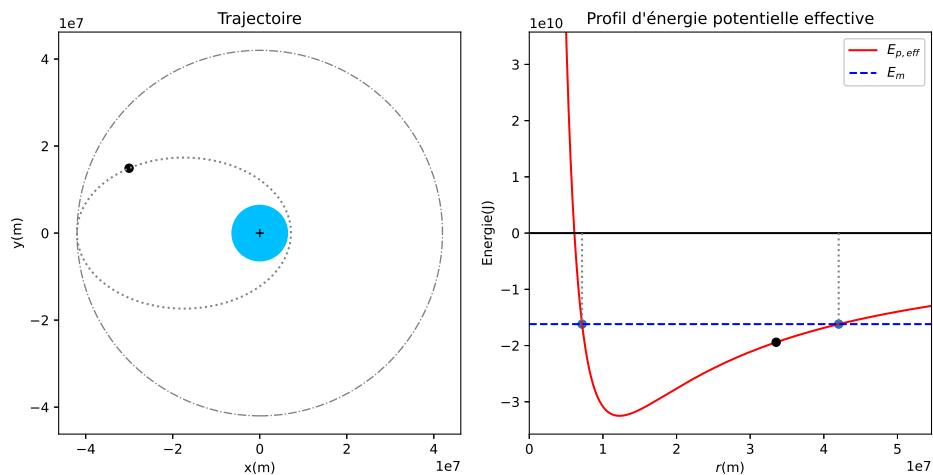 Trajectoire
1e7
4
2
0
−2
−4
y(m)
−4
−2
0
2
4
x(m)
1e7
Profil d'énergie potentielle effective
1e10
3
2
1
0
−1
−2
−3
Energie(J)
E_{p,eff}
E_m
0
1
2
3
4
5
r(m)
1e7